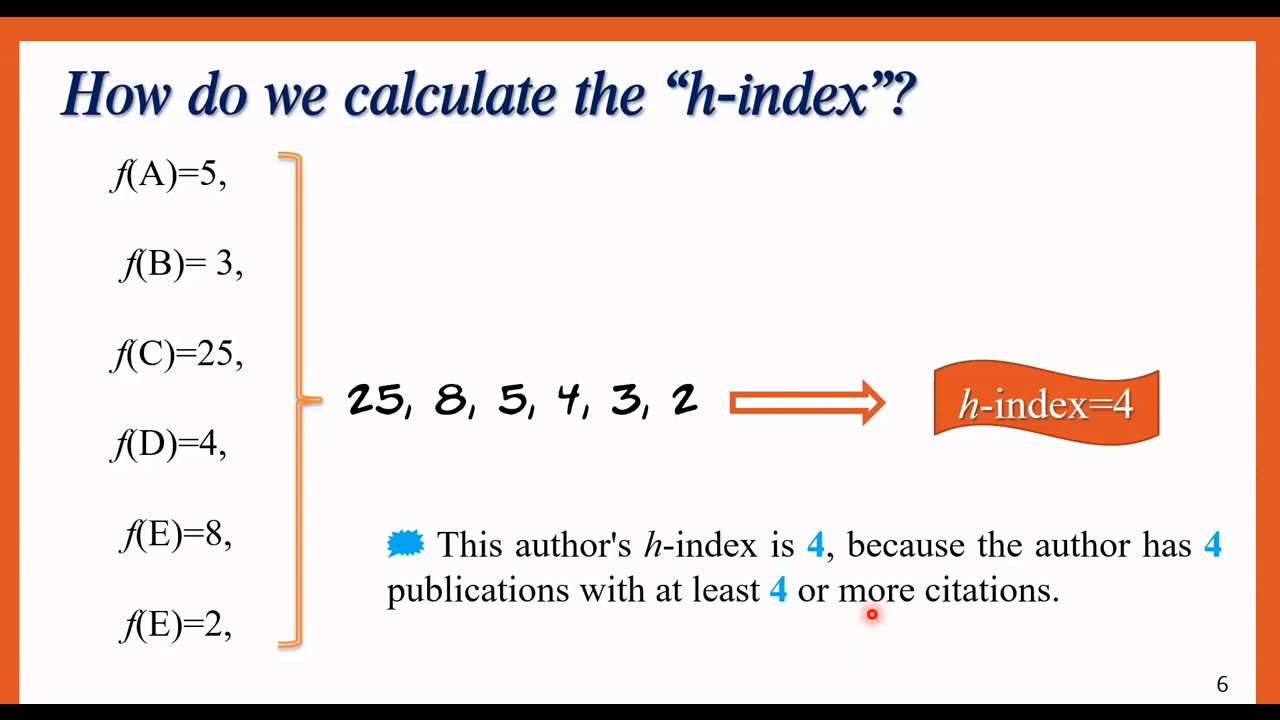 How do we calculate the “h-index”?
f(A)=5,
f(B)= 3,
f(C)=25,
f(D)=4,
f(E)=8,
f(E)=2,
25, 8, 5, 4, 3, 2
h-index=4
This author's h-index is 4, because the author has 4
publications with at least 4 or more citations.
6